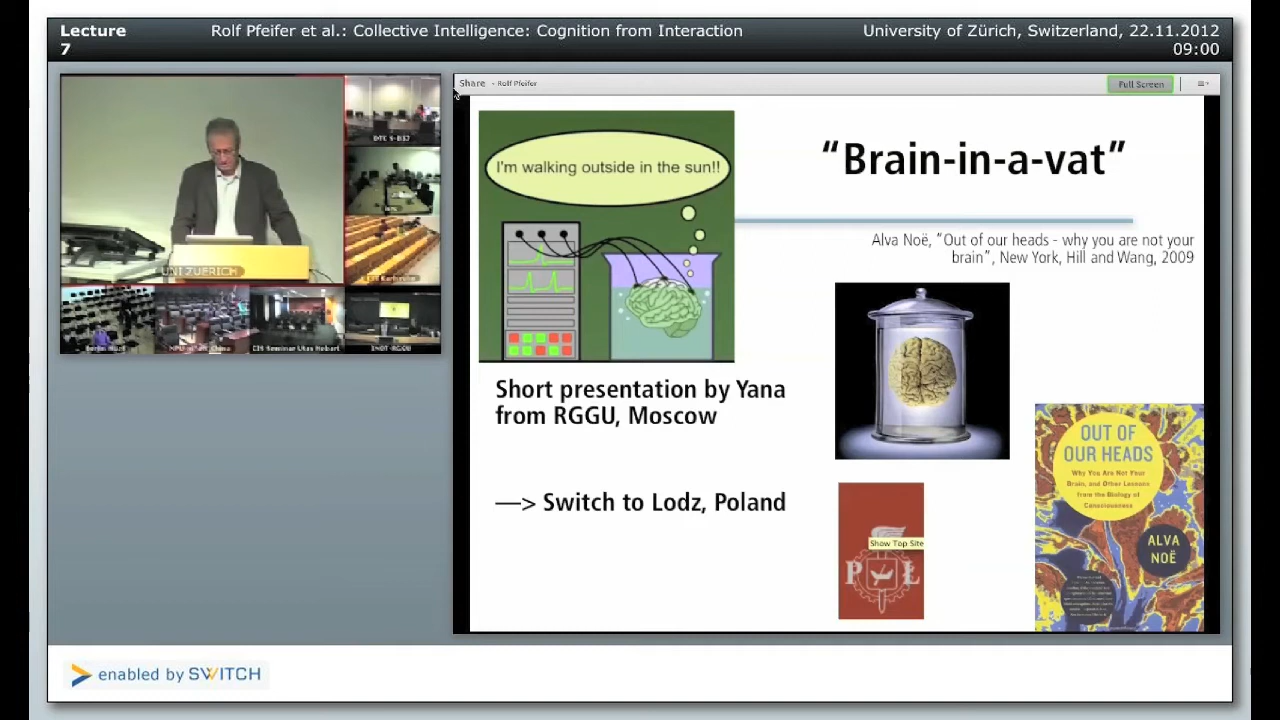 Lecture
7
Rolf Pfeifer et al.: Collective Intelligence: Cognition from Interaction
University of Zürich, Switzerland, 22.11.2012
09:00
Share - Rolf Pfeifer
Full Screen
UNI ZUERICH
I'm walking outside in the sun!!
“Brain-in-a-vat”
Alva Noë, “Out of our heads - why you are not your
brain”, New York, Hill and Wang, 2009
Short presentation by Yana
from RGGU, Moscow
—> Switch to Lodz, Poland
Show Top Site
P Ł
OUT OF
OUR HEADS
Why You Are Not Your
Brain, and Other Lessons
from the Biology of
Consciousness
ALVA
NOË
enabled by SWITCH